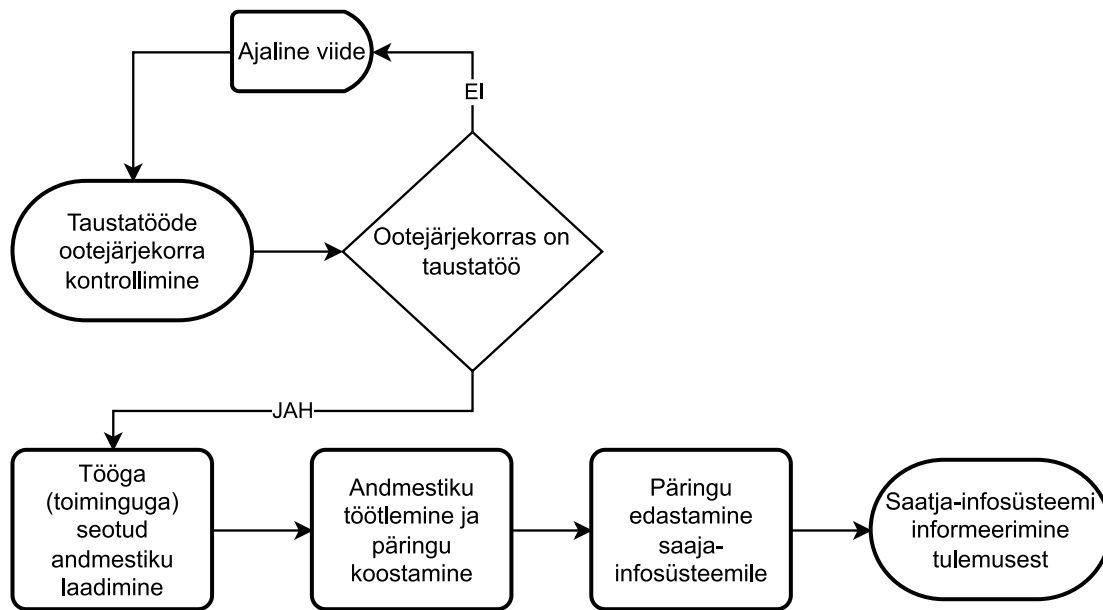 Ajaline viide
EI
Taustatööde
ootejärjekorra
kontrollimine
Ootejärjekorras on
taustatöö
JAH
Tööga
(toiminguga)
seotud
andmestiku
laadimine
Andmestiku
töötlemine ja
päringu
koostamine
Päringu
edastamine
saaja-
infosüsteemile
Saatja-infosüsteemi
informeerimine
tulemusest